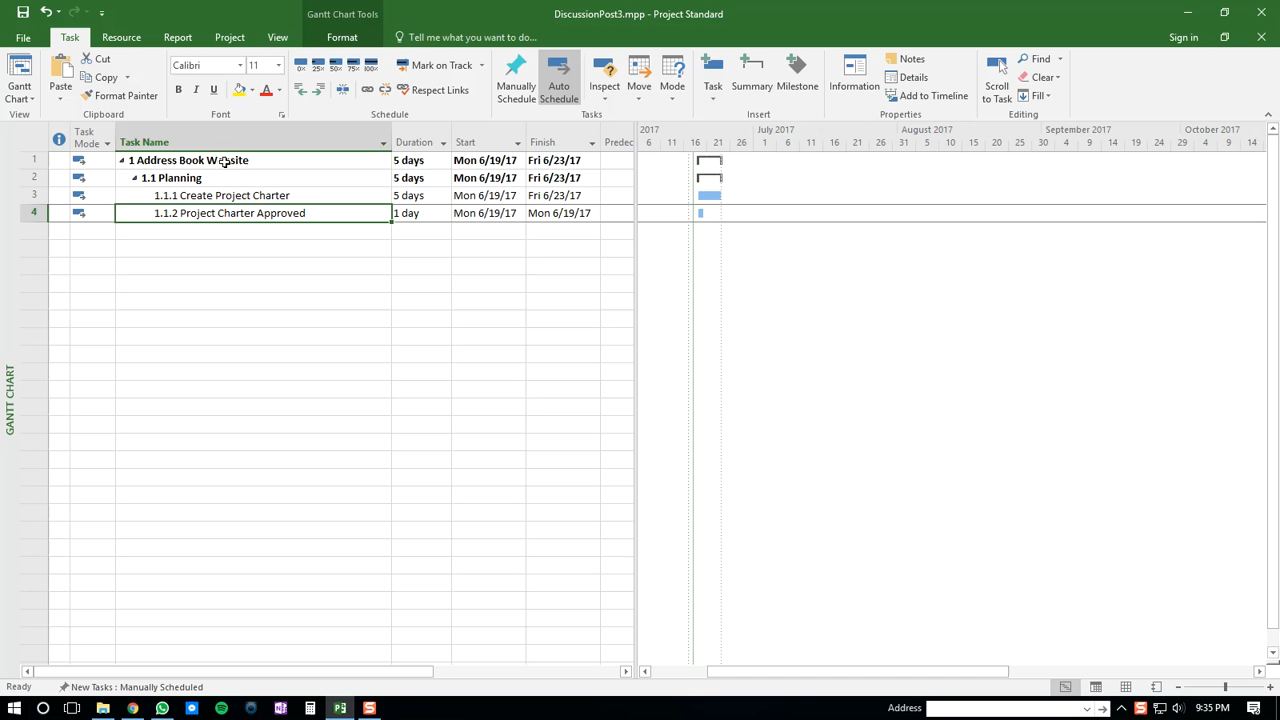 Gantt Chart Tools
DiscussionPost3.mpp - Project Standard
File Task Resource Report Project View Format Tell me what you want to do... Sign in
Gantt Chart
Paste
Cut
Copy
Format Painter
Clipboard
Calibri 11
B I U A
Font
0% 25% 50% 75% 100%
Mark on Track
Respect Links
Schedule
Manually Schedule
Auto Schedule
Inspect
Move
Mode
Tasks
Task
Summary
Milestone
Insert
Information
Notes
Details
Add to Timeline
Properties
Scroll to Task
Find
Clear
Fill
Editing
View
Task Mode Task Name Duration Start Finish Predec
2017 July 2017 August 2017 September 2017 October 2017
6 11 16 21 26 1 6 11 16 21 26 31 5 10 15 20 25 30 4 9 14 19 24 29 4 9 14
1 1 Address Book Website 5 days Mon 6/19/17 Fri 6/23/17
2 1.1 Planning 5 days Mon 6/19/17 Fri 6/23/17
3 1.1.1 Create Project Charter 5 days Mon 6/19/17 Fri 6/23/17
4 1.1.2 Project Charter Approved 1 day Mon 6/19/17 Mon 6/19/17
GANTT CHART
Ready New Tasks : Manually Scheduled
Address 9:35 PM